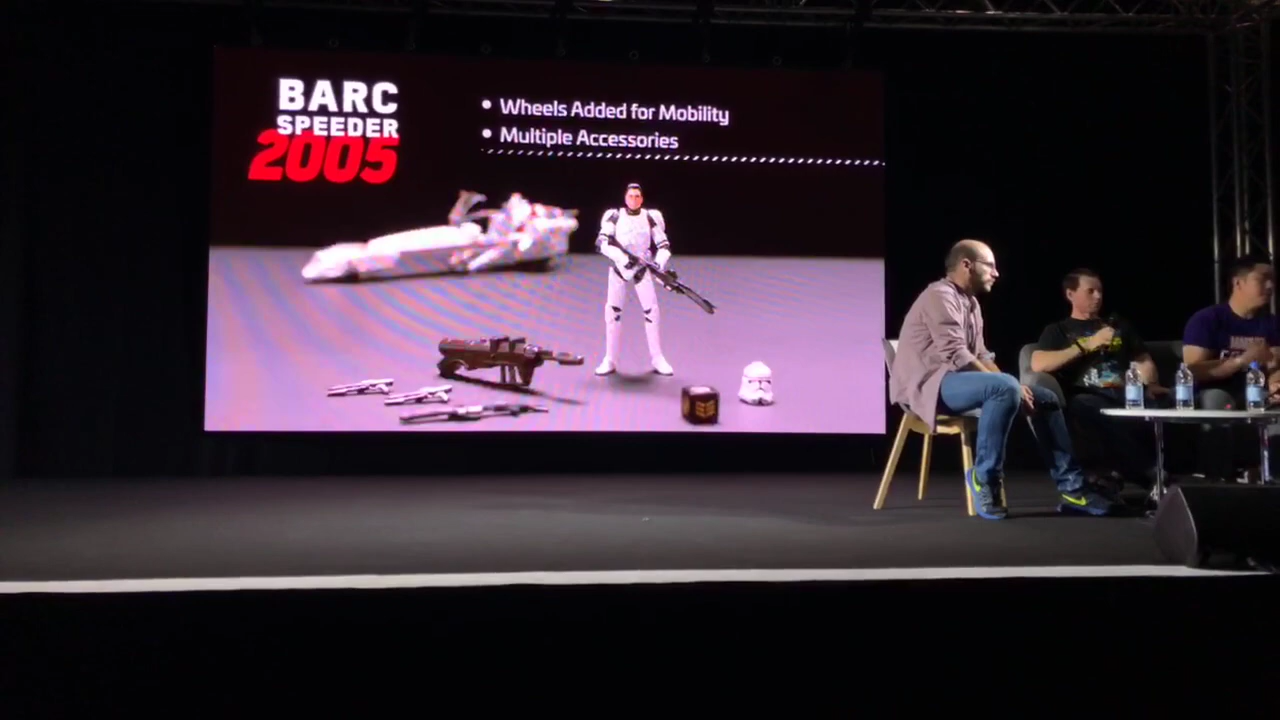 BARC
SPEEDER
2005
• Wheels Added for Mobility
• Multiple Accessories